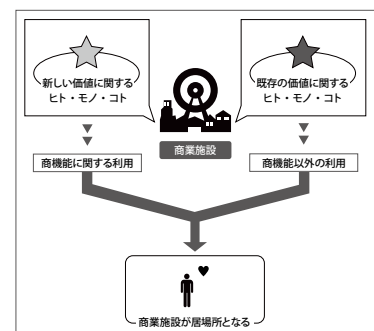 新しい価値に関する
ヒト・モノ・コト
既存の価値に関する
ヒト・モノ・コト
商業施設
商機能に関する利用
商機能以外の利用
商業施設が居場所となる